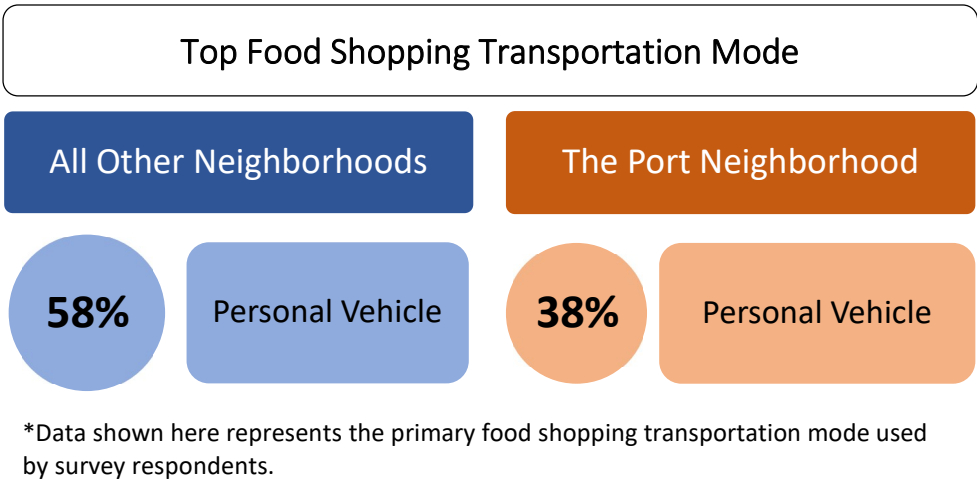 Top Food Shopping Transportation Mode
All Other Neighborhoods
The Port Neighborhood
58%
Personal Vehicle
38%
Personal Vehicle
*Data shown here represents the primary food shopping transportation mode used
by survey respondents.